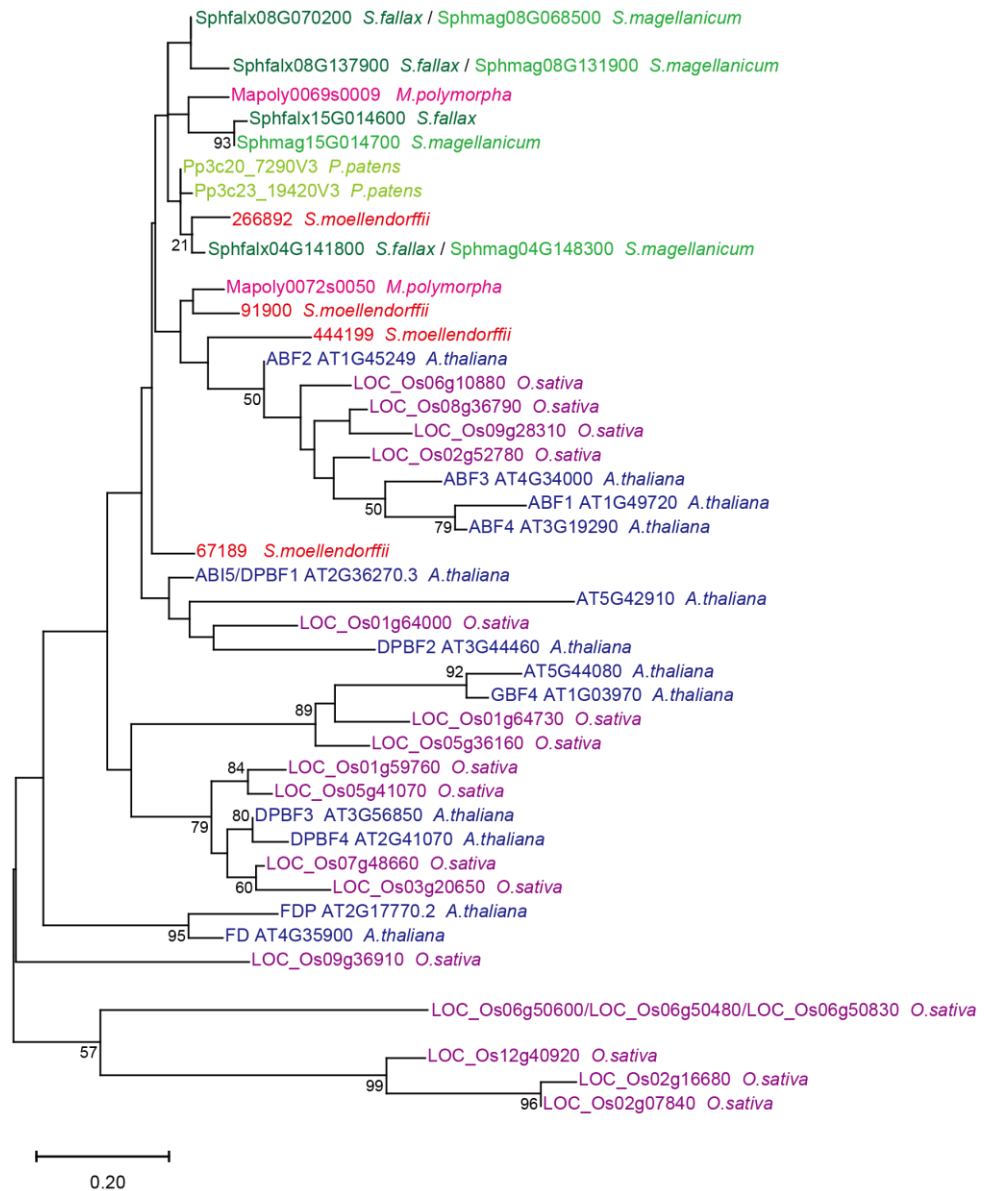 Sphfalx08G070200 S.fallax / Sphmag08G068500 S.magellanicum
Sphfalx08G137900 S.fallax / Sphmag08G131900 S.magellanicum
Mapoly0069s0009 M.polymorpha
Sphfalx15G014600 S.fallax
93 Sphmag15G014700 S.magellanicum
Pp3c20_7290V3 P.patens
Pp3c23_19420V3 P.patens
266892 S.moellendorffii
21 Sphfalx04G141800 S.fallax / Sphmag04G148300 S.magellanicum
Mapoly0072s0050 M.polymorpha
91900 S.moellendorffii
444199 S.moellendorffii
ABF2 AT1G45249 A.thaliana
LOC_Os06g10880 O.sativa
50
LOC_Os08g36790 O.sativa
LOC_Os09g28310 O.sativa
LOC_Os02g52780 O.sativa
ABF3 AT4G34000 A.thaliana
ABF1 AT1G49720 A.thaliana
50
79 ABF4 AT3G19290 A.thaliana
67189 S.moellendorffii
ABI5/DPBF1 AT2G36270.3 A.thaliana
AT5G42910 A.thaliana
LOC_Os01g64000 O.sativa
DPBF2 AT3G44460 A.thaliana
92 AT5G44080 A.thaliana
GBF4 AT1G03970 A.thaliana
89
LOC_Os01g64730 O.sativa
LOC_Os05g36160 O.sativa
84 LOC_Os01g59760 O.sativa
LOC_Os05g41070 O.sativa
80 DPBF3 AT3G56850 A.thaliana
79
DPBF4 AT2G41070 A.thaliana
LOC_Os07g48660 O.sativa
60 LOC_Os03g20650 O.sativa
FDP AT2G17770.2 A.thaliana
95 FD AT4G35900 A.thaliana
LOC_Os09g36910 O.sativa
LOC_Os06g50600/LOC_Os06g50480/LOC_Os06g50830 O.sativa
57
LOC_Os12g40920 O.sativa
99
LOC_Os02g16680 O.sativa
96 LOC_Os02g07840 O.sativa
0.20